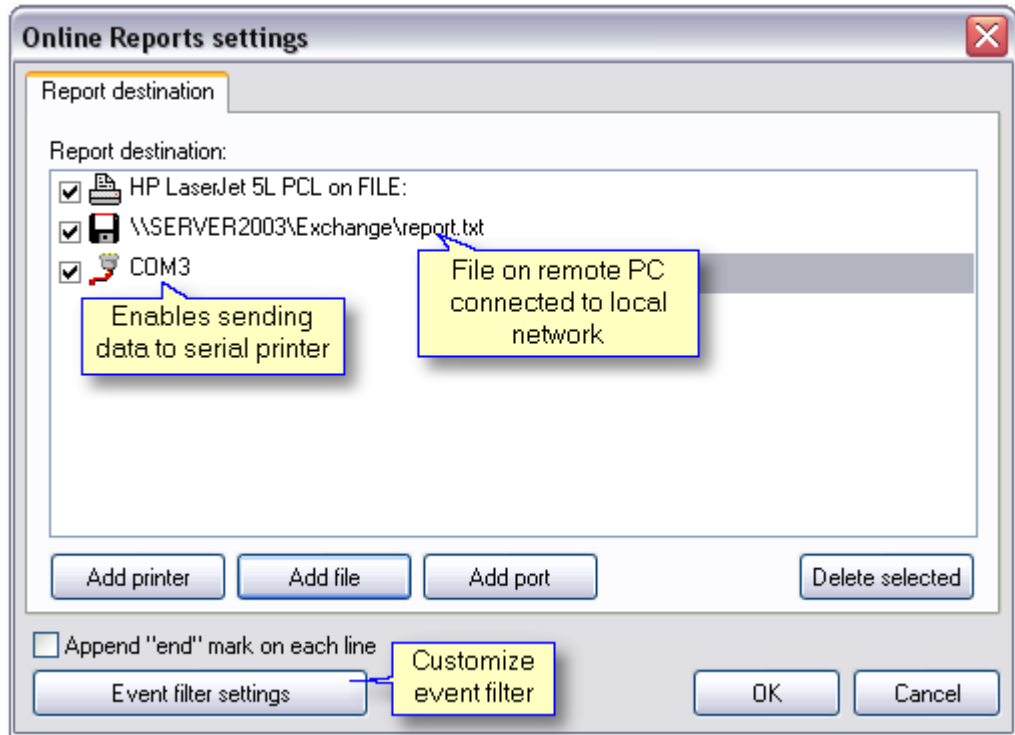 Online Reports settings
Report destination
Report destination:
HP LaserJet 5L PCL on FILE:
\\SERVER2003\Exchange\report.txt
COM3
File on remote PC
connected to local
network
Enables sending
data to serial printer
Add printer
Add file
Add port
Delete selected
Append "end" mark on each line
Customize
event filter
Event filter settings
OK
Cancel